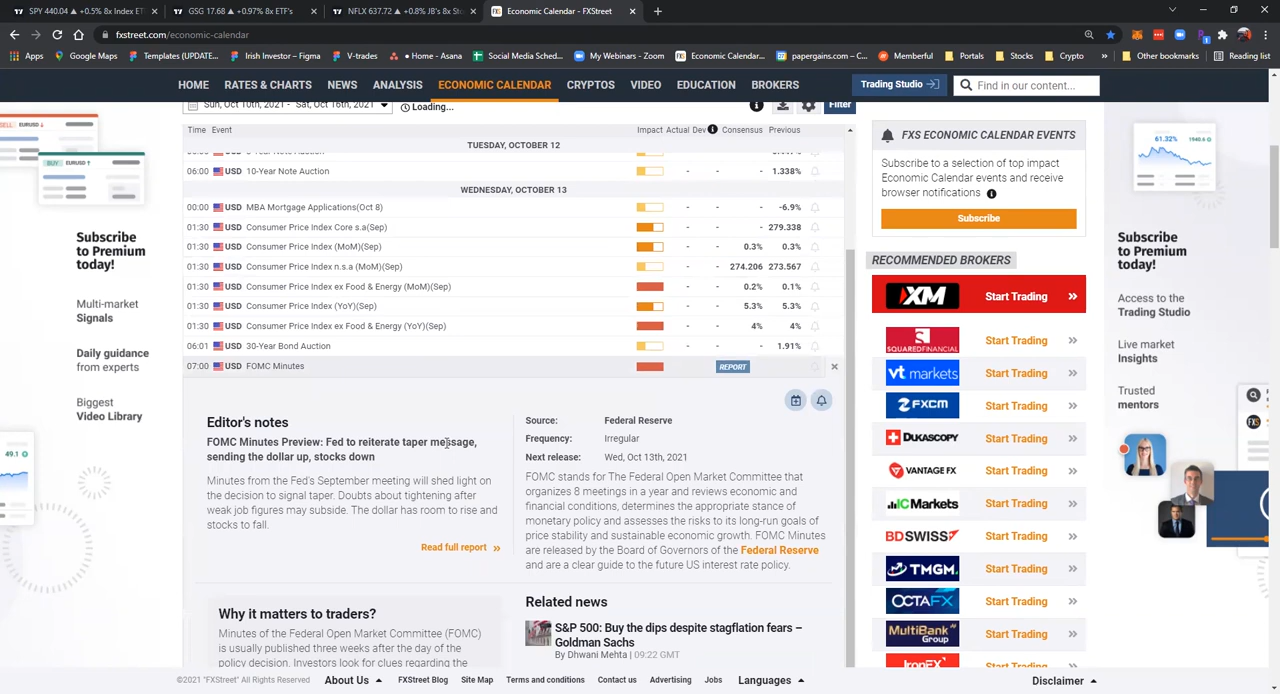 SPY 440.04 ▲ +0.5% 8x Index ET
GSG 17.68 ▲ +0.97% 8x ETF's
NFLX 637.72 ▲ +0.8% JB's 8x St
Economic Calendar - FXStreet
fxstreet.com/economic-calendar
Apps
Google Maps
Templates (UPDATE...
Irish Investor – Figma
V-trades
Home - Asana
Social Media Sched...
My Webinars - Zoom
Economic Calendar...
papergains.com – C...
Memberful
Portals
Stocks
Crypto
»
Other bookmarks
Reading list
HOME RATES & CHARTS NEWS ANALYSIS ECONOMIC CALENDAR CRYPTOS VIDEO EDUCATION BROKERS
Trading Studio
Find in our content...
Sun, Oct 10th, 2021 - Sat, Oct 16th, 2021
Loading...
Filter
Time Event Impact Actual Dev Consensus Previous
TUESDAY, OCTOBER 12
06:00 USD 10-Year Note Auction - - - 1.338%
WEDNESDAY, OCTOBER 13
00:00 USD MBA Mortgage Applications(Oct 8) - - - -6.9%
01:30 USD Consumer Price Index Core s.a(Sep) - - - 279.338
01:30 USD Consumer Price Index (MoM)(Sep) - - 0.3% 0.3%
01:30 USD Consumer Price Index n.s.a (MoM)(Sep) - - 274.206 273.567
01:30 USD Consumer Price Index ex Food & Energy (MoM)(Sep) - - 0.2% 0.1%
01:30 USD Consumer Price Index (YoY)(Sep) - - 5.3% 5.3%
01:30 USD Consumer Price Index ex Food & Energy (YoY)(Sep) - - 4% 4%
06:01 USD 30-Year Bond Auction - - - 1.91%
07:00 USD FOMC Minutes REPORT
Editor's notes
FOMC Minutes Preview: Fed to reiterate taper message,
sending the dollar up, stocks down
Minutes from the Fed's September meeting will shed light on
the decision to signal taper. Doubts about tightening after
weak job figures may subside. The dollar has room to rise and
stocks to fall.
Read full report »
Source: Federal Reserve
Frequency: Irregular
Next release: Wed, Oct 13th, 2021
FOMC stands for The Federal Open Market Committee that
organizes 8 meetings in a year and reviews economic and
financial conditions, determines the appropriate stance of
monetary policy and assesses the risks to its long-run goals of
price stability and sustainable economic growth. FOMC Minutes
are released by the Board of Governors of the Federal Reserve
and are a clear guide to the future US interest rate policy.
Why it matters to traders?
Minutes of the Federal Open Market Committee (FOMC)
is usually published three weeks after the day of the
policy decision. Investors look for clues regarding the
Related news
S&P 500: Buy the dips despite stagflation fears –
Goldman Sachs
By Dhwani Mehta | 09:22 GMT
FXS ECONOMIC CALENDAR EVENTS
Subscribe to a selection of top impact
Economic Calendar events and receive
browser notifications
Subscribe
RECOMMENDED BROKERS
XM Start Trading »
SQUAREDFINANCIAL Start Trading »
vt markets Start Trading »
FXCM Start Trading »
DUKASCOPY Start Trading »
VANTAGE FX Start Trading »
IC Markets Start Trading »
BDSWISS Start Trading »
TMGM Start Trading »
OCTAFX Start Trading »
MultiBank Group Start Trading »
IronFX Start Trading »
SELL EURUSD ↓
BUY EURUSD ↑
Subscribe
to Premium
today!
Multi-market
Signals
Daily guidance
from experts
Biggest
Video Library
49.1
61.32% 1940.6
Subscribe
to Premium
today!
Access to the
Trading Studio
Live market
Insights
Trusted
mentors
FXS
©2021 "FXStreet" All Rights Reserved
About Us
FXStreet Blog
Site Map
Terms and conditions
Contact us
Advertising
Jobs
Languages
Disclaimer